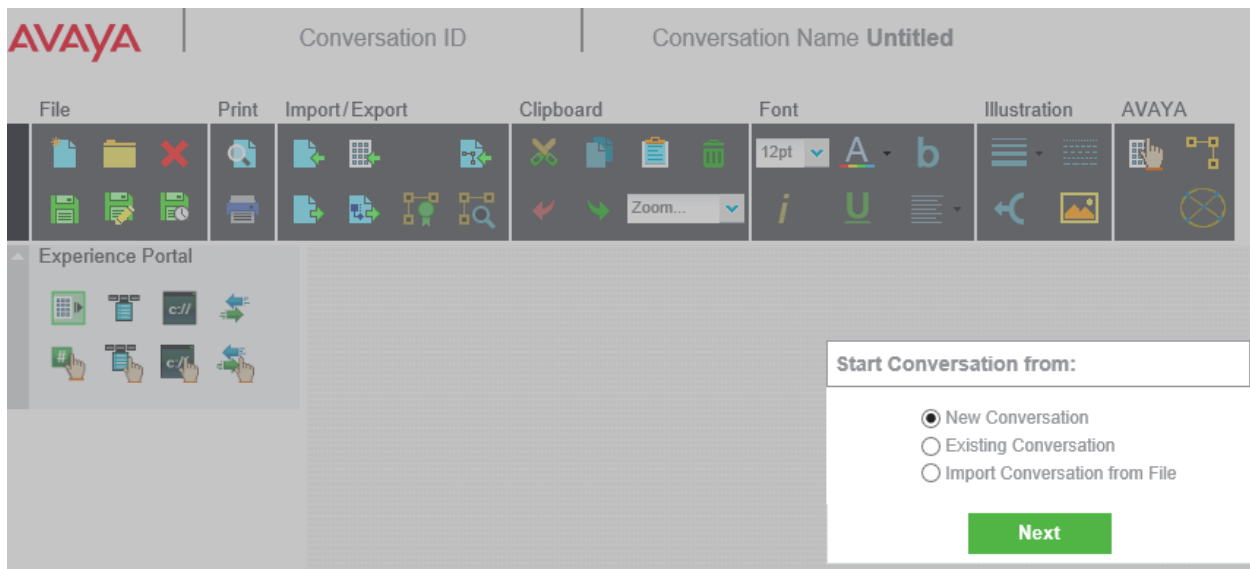 AVAYA
Conversation ID
Conversation Name Untitled
File
Print
Import/Export
Clipboard
Font
Illustration
AVAYA
12pt
A
b
Zoom...
i
U
Experience Portal
c://
#
c://
Start Conversation from:
New Conversation
Existing Conversation
Import Conversation from File
Next